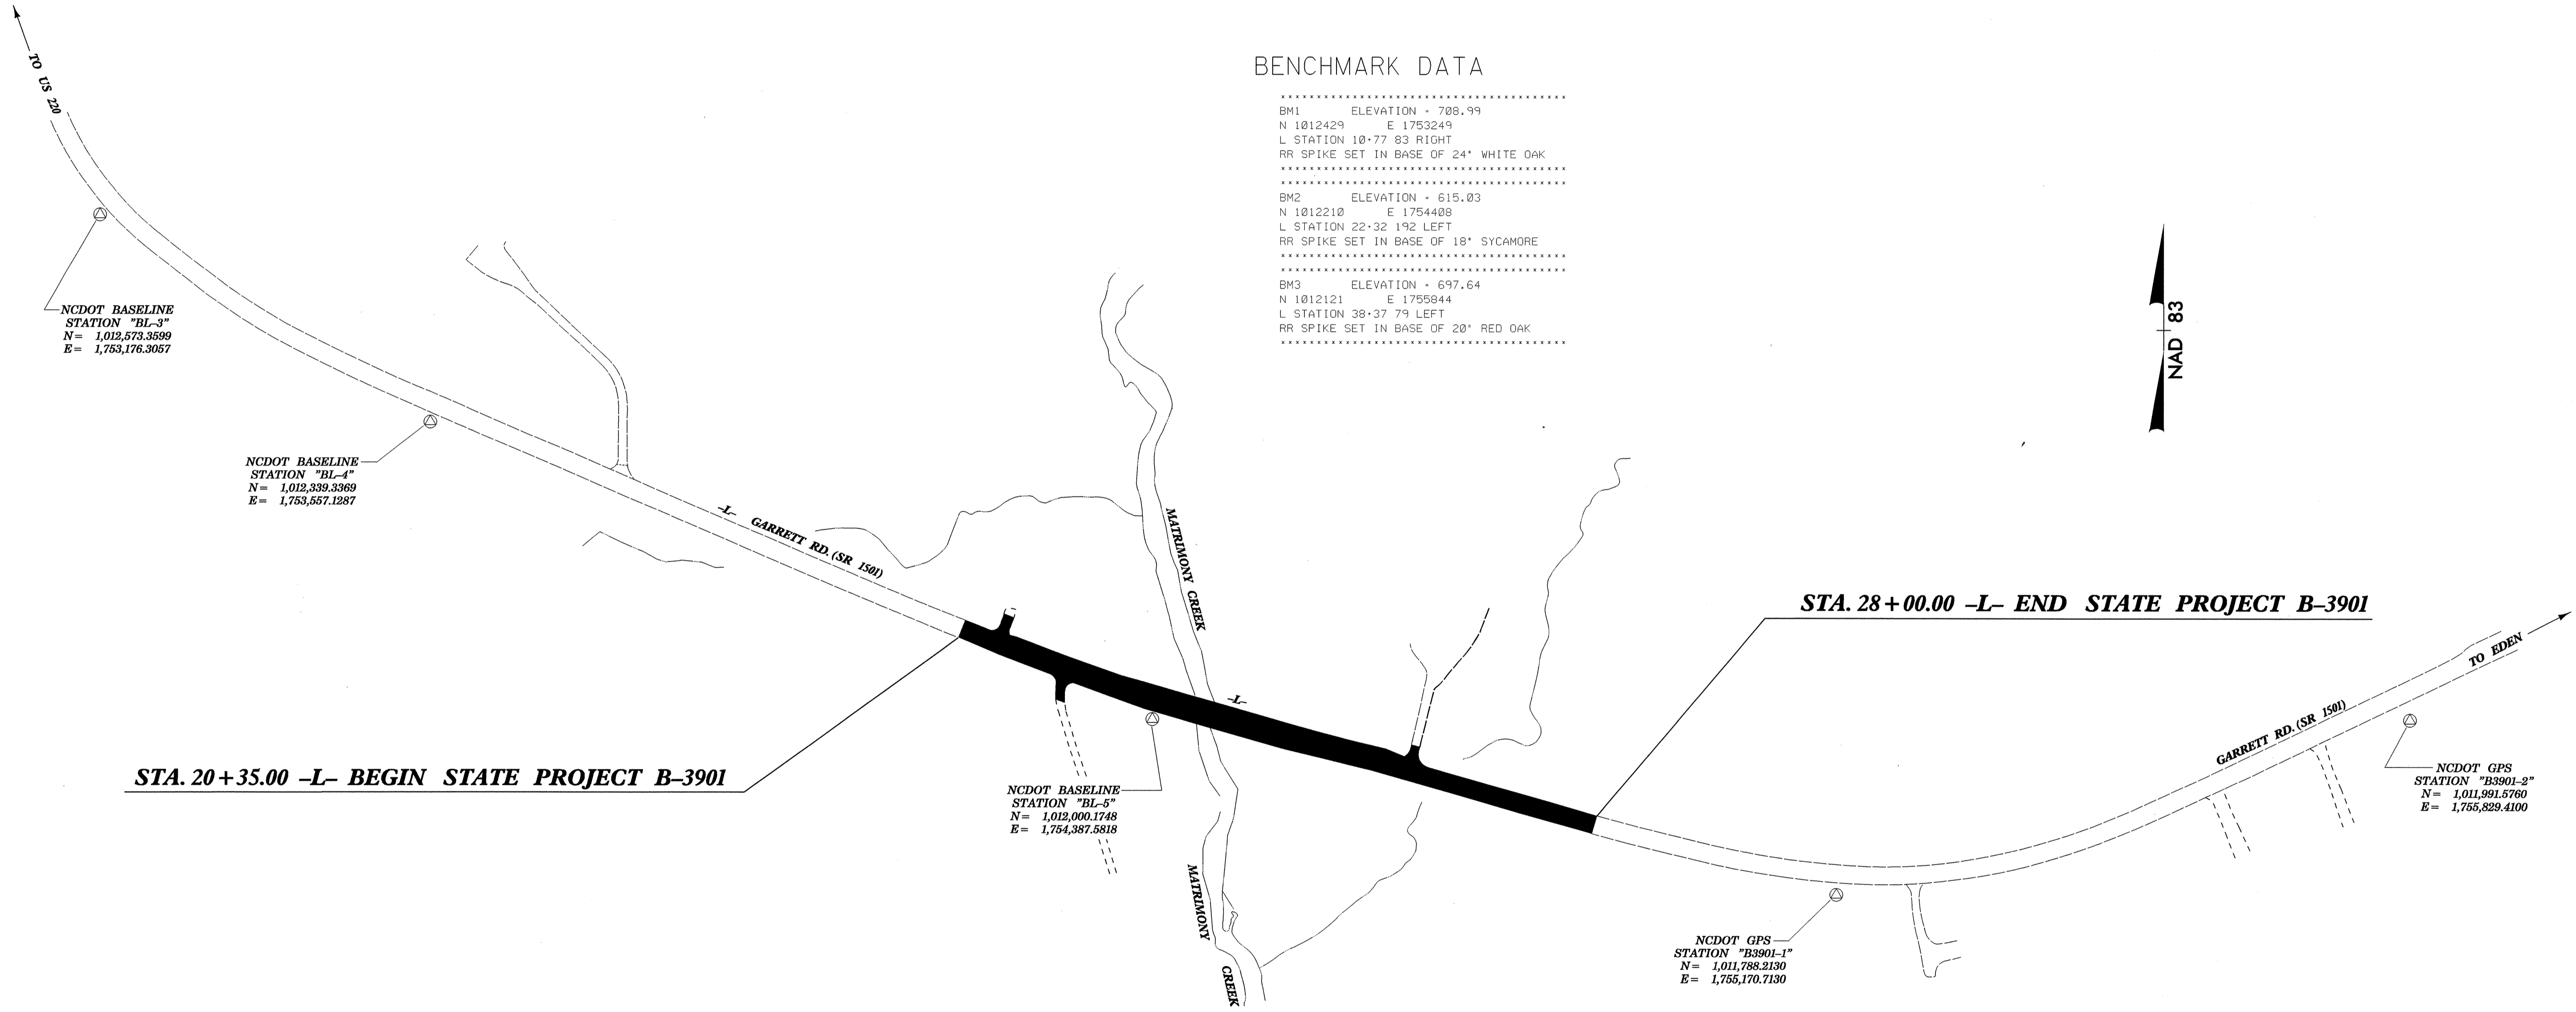 TO US 220
BENCHMARK DATA
***************************************
BM1 ELEVATION = 708.99
N 1012429 E 1753249
L STATION 10+77 83 RIGHT
RR SPIKE SET IN BASE OF 24" WHITE OAK
***************************************
***************************************
BM2 ELEVATION = 615.03
N 1012210 E 1754408
L STATION 22+32 192 LEFT
RR SPIKE SET IN BASE OF 18" SYCAMORE
***************************************
***************************************
BM3 ELEVATION = 697.64
N 1012121 E 1755844
L STATION 38+37 79 LEFT
RR SPIKE SET IN BASE OF 20" RED OAK
***************************************
NAD 83
NCDOT BASELINE
STATION "BL-3"
N= 1,012,573.3599
E= 1,753,176.3057
NCDOT BASELINE
STATION "BL-4"
N= 1,012,339.3369
E= 1,753,557.1287
-L- GARRETT RD. (SR 1501)
MATRIMONY CREEK
STA. 28+00.00 -L- END STATE PROJECT B-3901
TO EDEN
-L-
GARRETT RD. (SR 1501)
STA. 20+35.00 -L- BEGIN STATE PROJECT B-3901
NCDOT BASELINE
STATION "BL-5"
N= 1,012,000.1748
E= 1,754,387.5818
NCDOT GPS
STATION "B3901-2"
N= 1,011,991.5760
E= 1,755,829.4100
MATRIMONY
CREEK
NCDOT GPS
STATION "B3901-1"
N= 1,011,788.2130
E= 1,755,170.7130